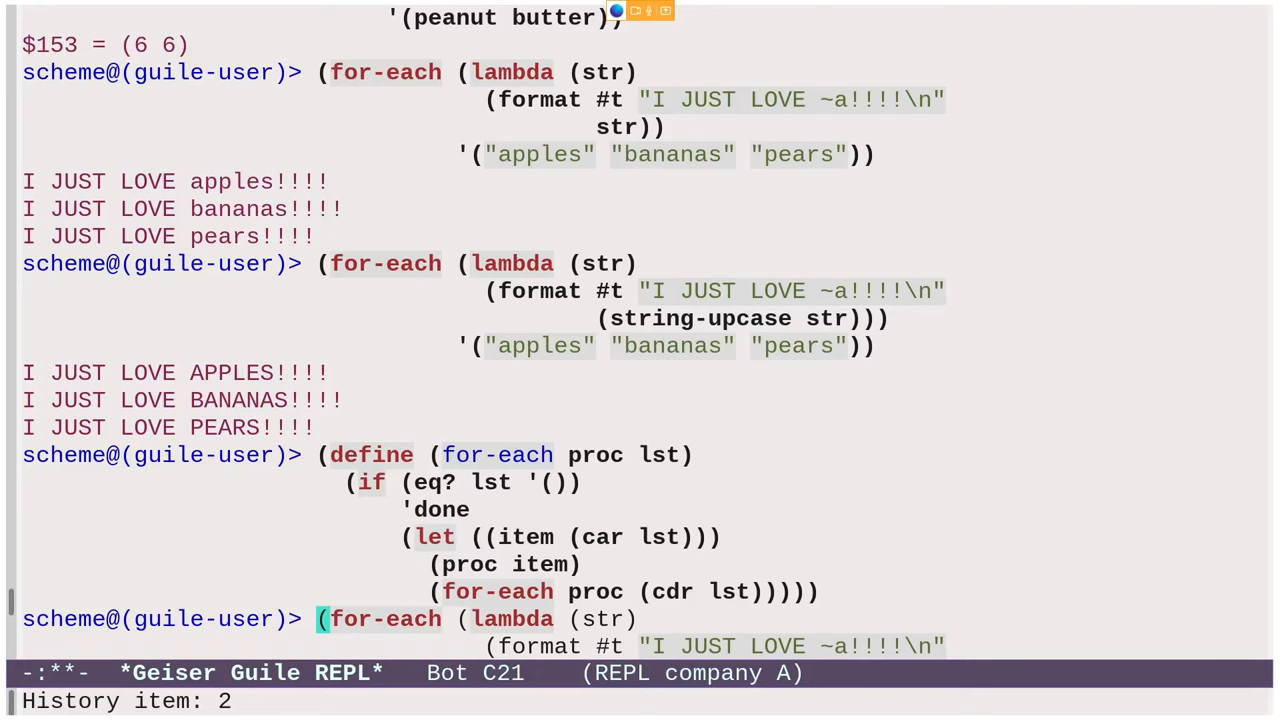 '(peanut butter))
$153 = (6 6)
scheme@(guile-user)> (for-each (lambda (str)
(format #t "I JUST LOVE ~a!!!!\n"
str))
'("apples" "bananas" "pears"))
I JUST LOVE apples!!!!
I JUST LOVE bananas!!!!
I JUST LOVE pears!!!!
scheme@(guile-user)> (for-each (lambda (str)
(format #t "I JUST LOVE ~a!!!!\n"
(string-upcase str)))
'("apples" "bananas" "pears"))
I JUST LOVE APPLES!!!!
I JUST LOVE BANANAS!!!!
I JUST LOVE PEARS!!!!
scheme@(guile-user)> (define (for-each proc lst)
(if (eq? lst '())
'done
(let ((item (car lst)))
(proc item)
(for-each proc (cdr lst)))))
scheme@(guile-user)> (for-each (lambda (str)
(format #t "I JUST LOVE ~a!!!!\n"
-:**-  *Geiser Guile REPL*   Bot C21    (REPL company A)
History item: 2